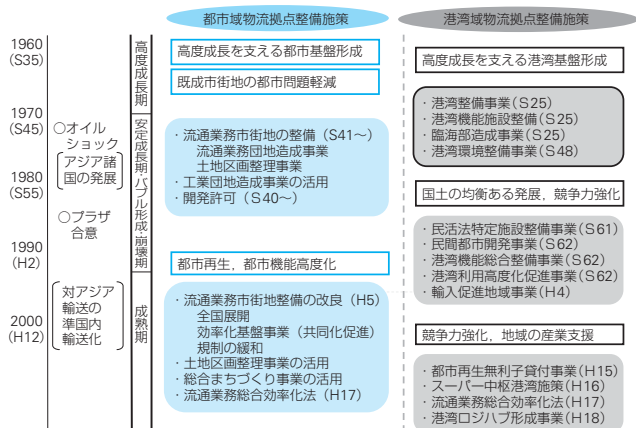 都市域物流拠点整備施策
港湾域物流拠点整備施策
1960
(S35)
1970
(S45)
1980
(S55)
1990
(H2)
2000
(H12)
○オイル
ショック
アジア諸
国の発展
○プラザ
合意
対アジア
輸送の
準国内
輸送化
高度成長期
安定成長期
バブル形成・崩壊期
成熟期
高度成長を支える都市基盤形成
既成市街地の都市問題軽減
・流通業務市街地の整備（S41～）
流通業務団地造成事業
土地区画整理事業
・工業団地造成事業の活用
・開発許可（S40～）
都市再生，都市機能高度化
・流通業務市街地整備の改良（H5）
全国展開
効率化基盤事業（共同化促進）
規制の緩和
・土地区画整理事業の活用
・総合まちづくり事業の活用
・流通業務総合効率化法（H17）
高度成長を支える港湾基盤形成
・港湾整備事業(S25)
・港湾機能施設整備(S25)
・臨海部造成事業(S25)
・港湾環境整備事業(S48)
国土の均衡ある発展，競争力強化
・民活法特定施設整備事業(S61)
・民間都市開発事業(S62)
・港湾機能総合整備事業(S62)
・港湾利用高度化促進事業(S62)
・輸入促進地域事業(H4)
競争力強化，地域の産業支援
・都市再生無利子貸付事業(H15)
・スーパー中枢港湾施策(H16)
・流通業務総合効率化法(H17)
・港湾ロジハブ形成事業(H18)